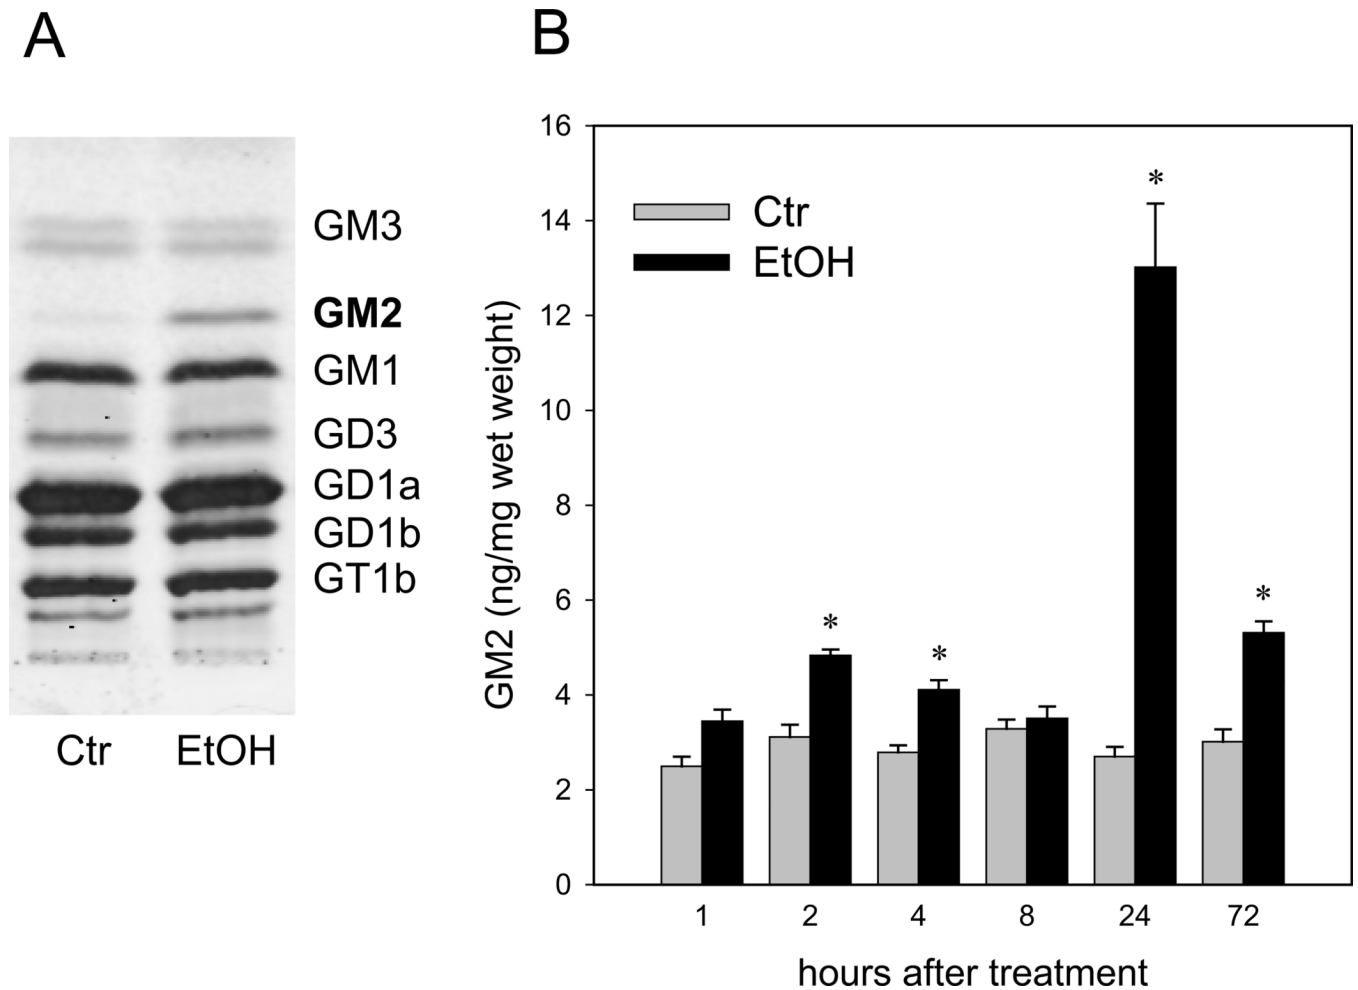 A
GM3
GM2
GM1
GD3
GD1a
GD1b
GT1b
Ctr EtOH
B
GM2 (ng/mg wet weight)
16
14
12
10
8
6
4
2
0
Ctr
EtOH
*
*
*
*
1 2 4 8 24 72
hours after treatment